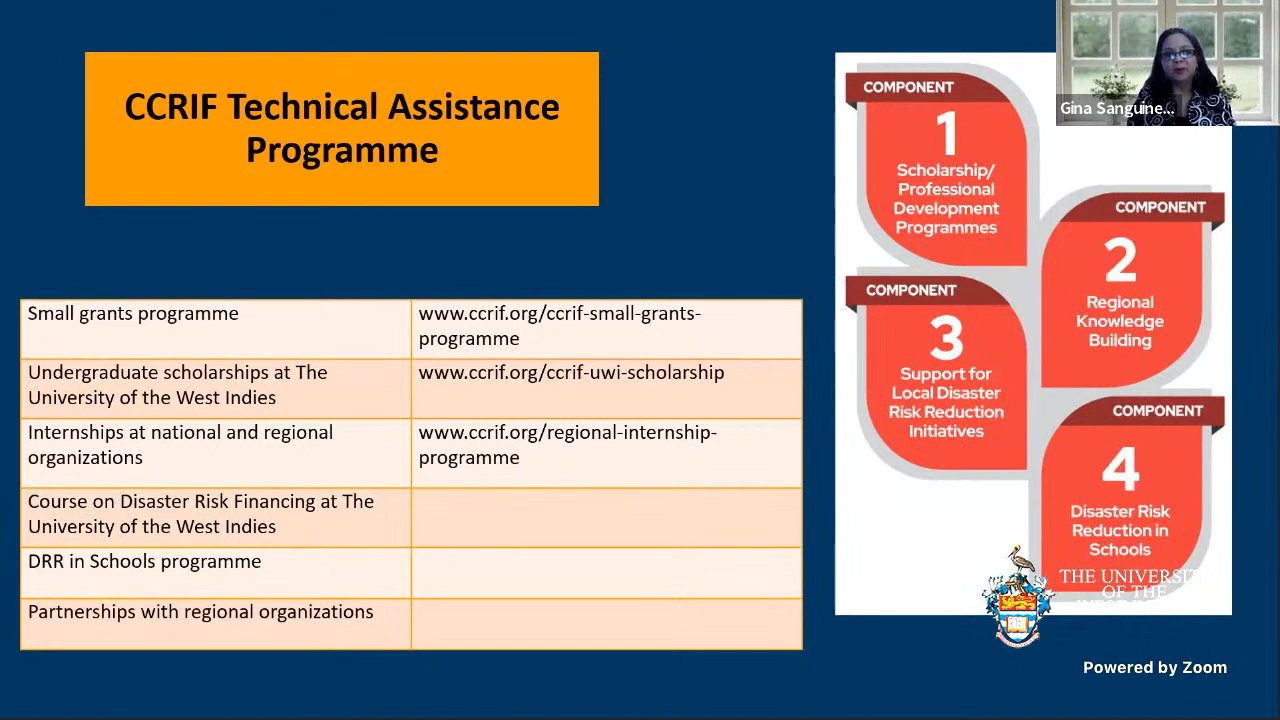 CCRIF Technical Assistance
Programme
Small grants programme
www.ccrif.org/ccrif-small-grants-
programme
Undergraduate scholarships at The
University of the West Indies
www.ccrif.org/ccrif-uwi-scholarship
Internships at national and regional
organizations
www.ccrif.org/regional-internship-
programme
Course on Disaster Risk Financing at The
University of the West Indies
DRR in Schools programme
Partnerships with regional organizations
COMPONENT
1
Scholarship/
Professional
Development
Programmes
COMPONENT
2
Regional
Knowledge
Building
COMPONENT
3
Support for
Local Disaster
Risk Reduction
Initiatives
COMPONENT
4
Disaster Risk
Reduction in
Schools
Gina Sanguine...
THE UNIVERSIT
OF THE
Powered by Zoom